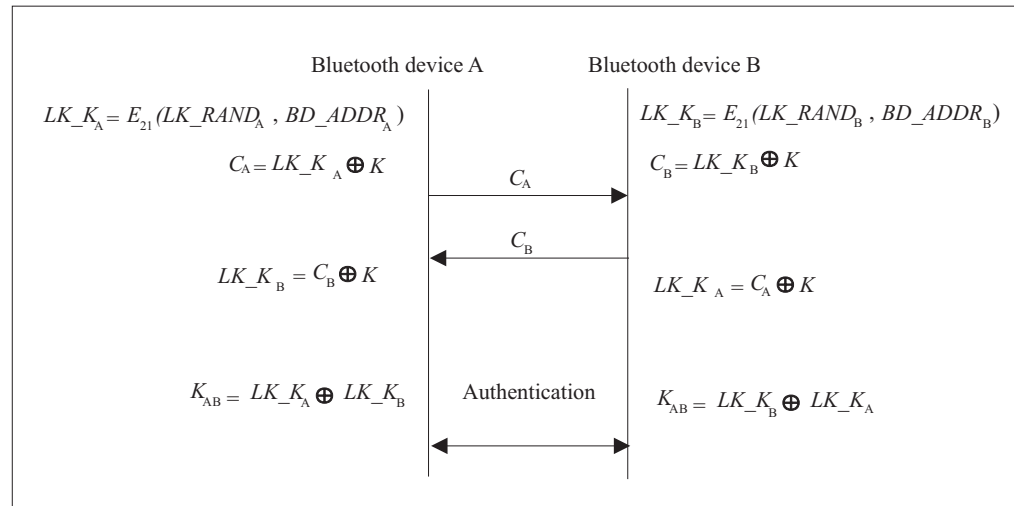 Bluetooth device A
Bluetooth device B
LK_K_A = E_21(LK_RAND_A , BD_ADDR_A)
LK_K_B = E_21(LK_RAND_B , BD_ADDR_B)
C_A = LK_K_A ⊕ K
C_B = LK_K_B ⊕ K
C_A
C_B
LK_K_B = C_B ⊕ K
LK_K_A = C_A ⊕ K
K_AB = LK_K_A ⊕ LK_K_B
Authentication
K_AB = LK_K_B ⊕ LK_K_A